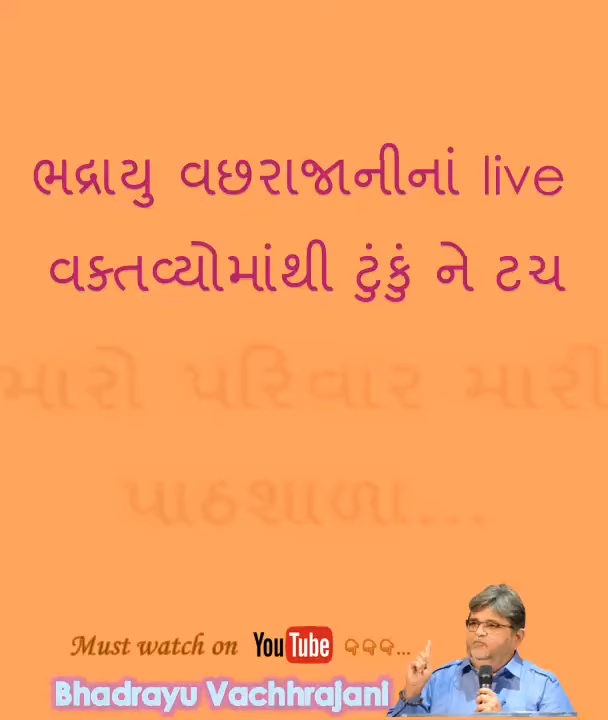 ભદ્રાયુ વછરાજાનીનાં live
વક્તવ્યોમાંથી ટુંકું ને ટચ
મારો પરિવાર મારી
પાઠશાળા...
Must watch on YouTube 👇👇👇...
Bhadrayu Vachhrajani